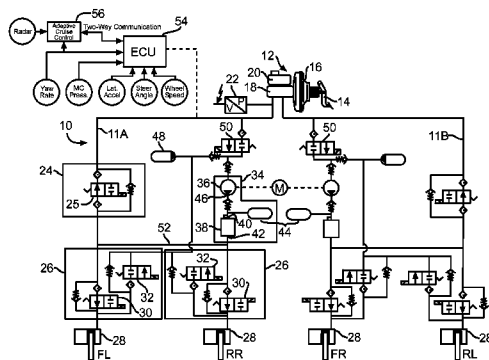 56
54
Radar
Adaptive Cruise Control
Two-Way Communication
ECU
Yaw Rate
MC Press.
Lat. Accel
Steer Angle
Wheel Speed
12
16
20
18
14
22
V P
10
11A
11B
50
50
48
24
25
34
36
46
M
38
40
42
44
52
26
26
32
32
30
30
28
28
28
28
FL
RR
FR
RL